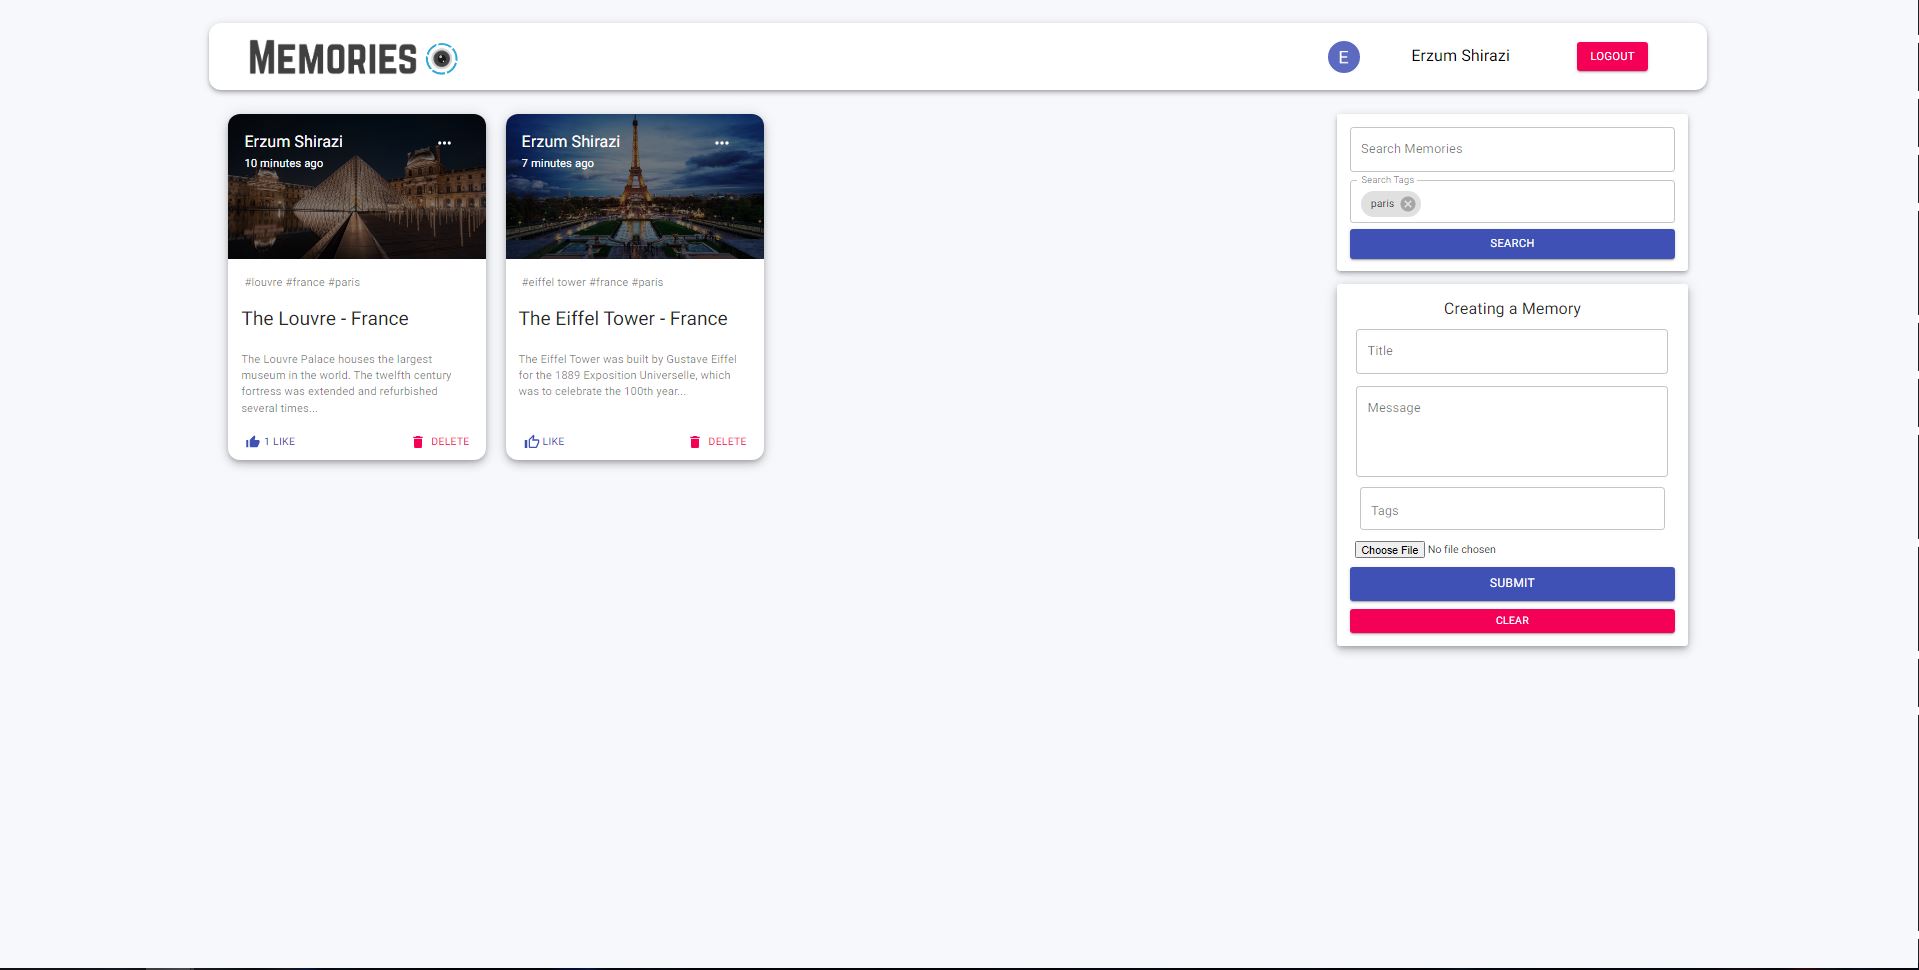 MEMORIES
E
Erzum Shirazi
LOGOUT
Erzum Shirazi
10 minutes ago
#louvre #france #paris
The Louvre - France
The Louvre Palace houses the largest
museum in the world. The twelfth century
fortress was extended and refurbished
several times...
1 LIKE
DELETE
Erzum Shirazi
7 minutes ago
#eiffel tower #france #paris
The Eiffel Tower - France
The Eiffel Tower was built by Gustave Eiffel
for the 1889 Exposition Universelle, which
was to celebrate the 100th year...
LIKE
DELETE
Search Memories
Search Tags
paris
SEARCH
Creating a Memory
Title
Message
Tags
Choose File No file chosen
SUBMIT
CLEAR